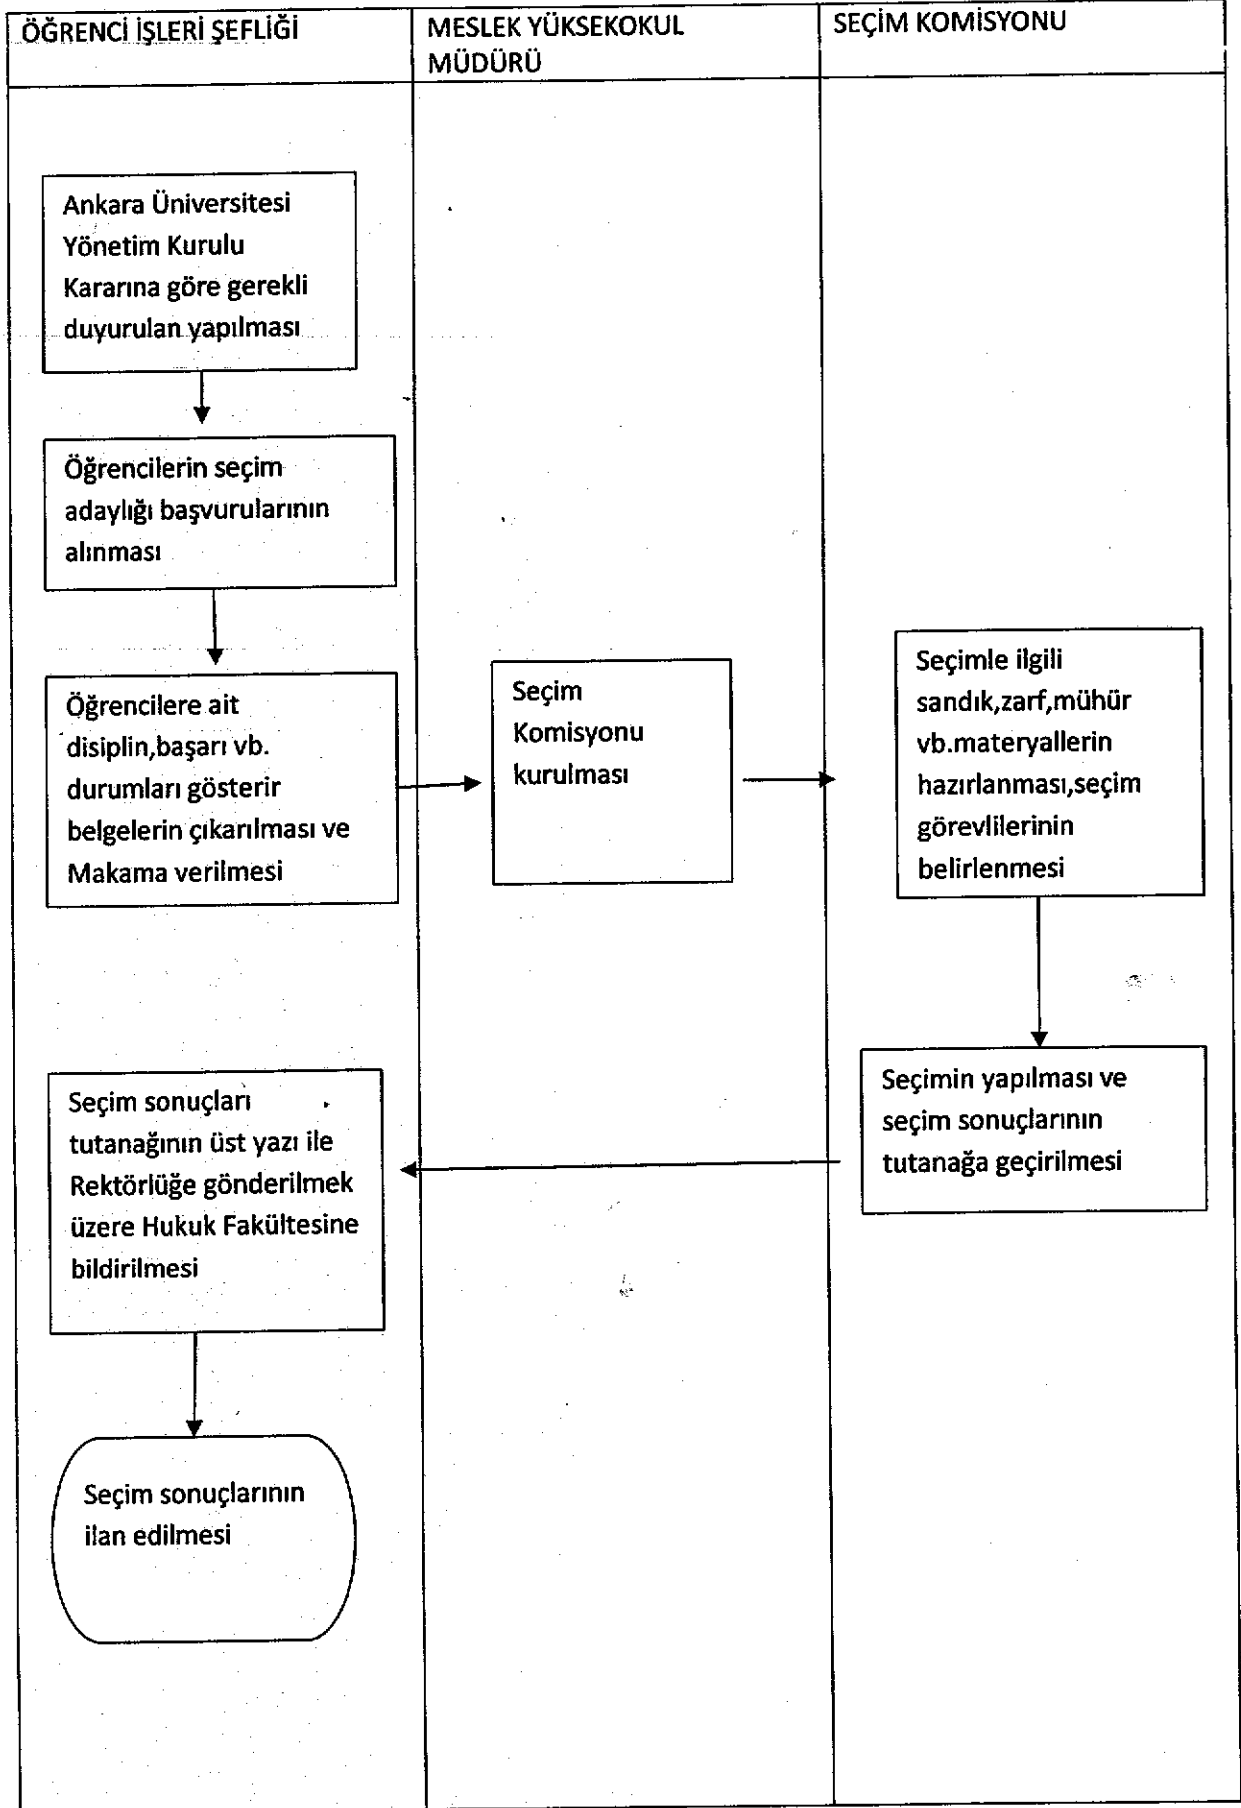 ÖĞRENCİ İŞLERİ ŞEFLİĞİ
MESLEK YÜKSEKOKUL
MÜDÜRÜ
SEÇİM KOMİSYONU
Ankara Üniversitesi
Yönetim Kurulu
Kararına göre gerekli
duyurulan yapılması
Öğrencilerin seçim
adaylığı başvurularının
alınması
Öğrencilere ait
disiplin,başarı vb.
durumları gösterir
belgelerin çıkarılması ve
Makama verilmesi
Seçim
Komisyonu
kurulması
Seçimle ilgili
sandık,zarf,mühür
vb.materyallerin
hazırlanması,seçim
görevlilerinin
belirlenmesi
Seçimin yapılması ve
seçim sonuçlarının
tutanağa geçirilmesi
Seçim sonuçları
tutanağının üst yazı ile
Rektörlüğe gönderilmek
üzere Hukuk Fakültesine
bildirilmesi
Seçim sonuçlarının
ilan edilmesi